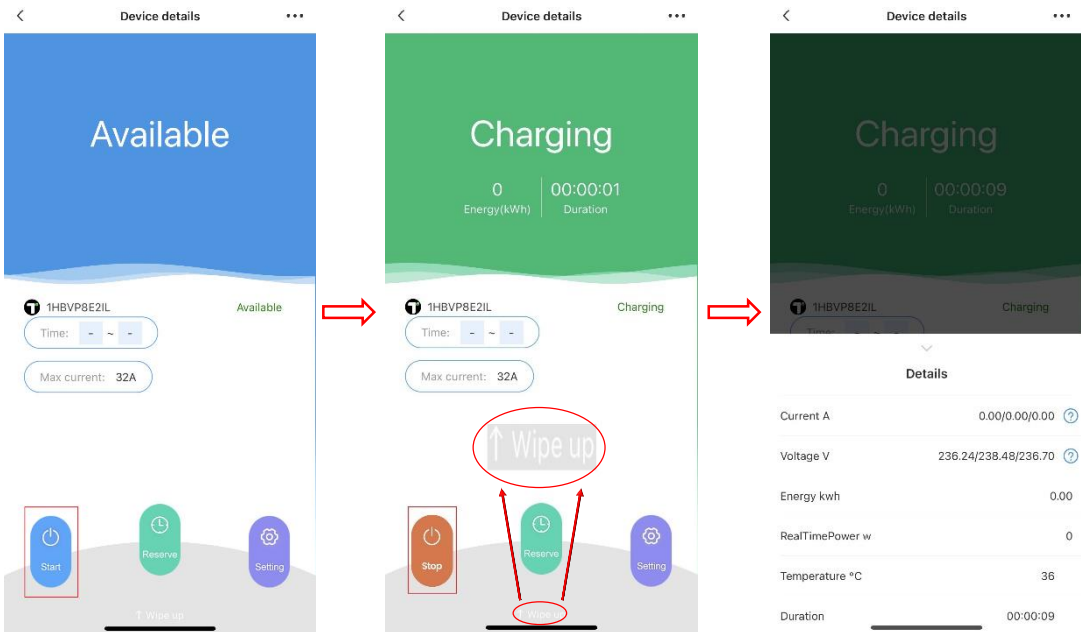 Device details
Available
1HBVP8E2IL
Available
Time: - ~ -
Max current: 32A
Start
Reserve
Setting
↑ Wipe up
Device details
Charging
0
Energy(kWh)
00:00:01
Duration
1HBVP8E2IL
Charging
Time: - ~ -
Max current: 32A
↑ Wipe up
Stop
Reserve
Setting
↑ Wipe up
Device details
Charging
0
Energy(kWh)
00:00:09
Duration
1HBVP8E2IL
Charging
Time: - ~ -
Details
Current A 0.00/0.00/0.00 ?
Voltage V 236.24/238.48/236.70 ?
Energy kwh 0.00
RealTimePower w 0
Temperature °C 36
Duration 00:00:09